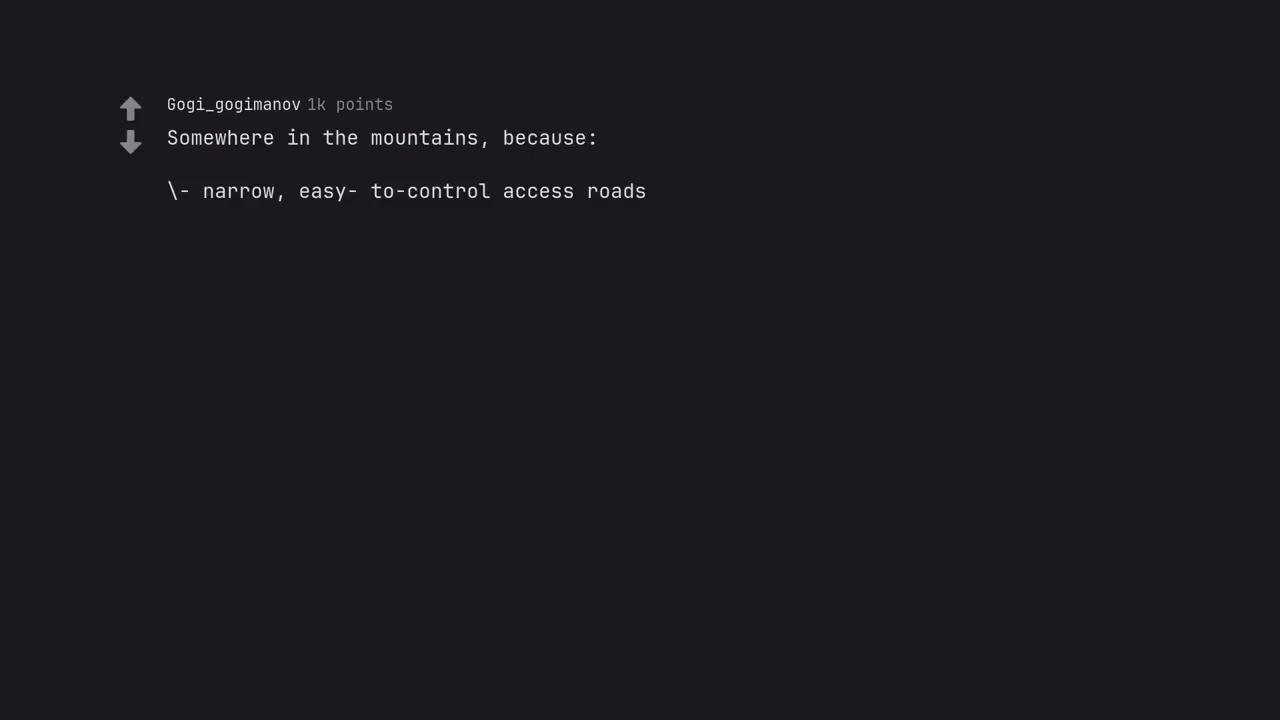 Gogi_gogimanov 1k points
Somewhere in the mountains, because:
\- narrow, easy- to-control access roads